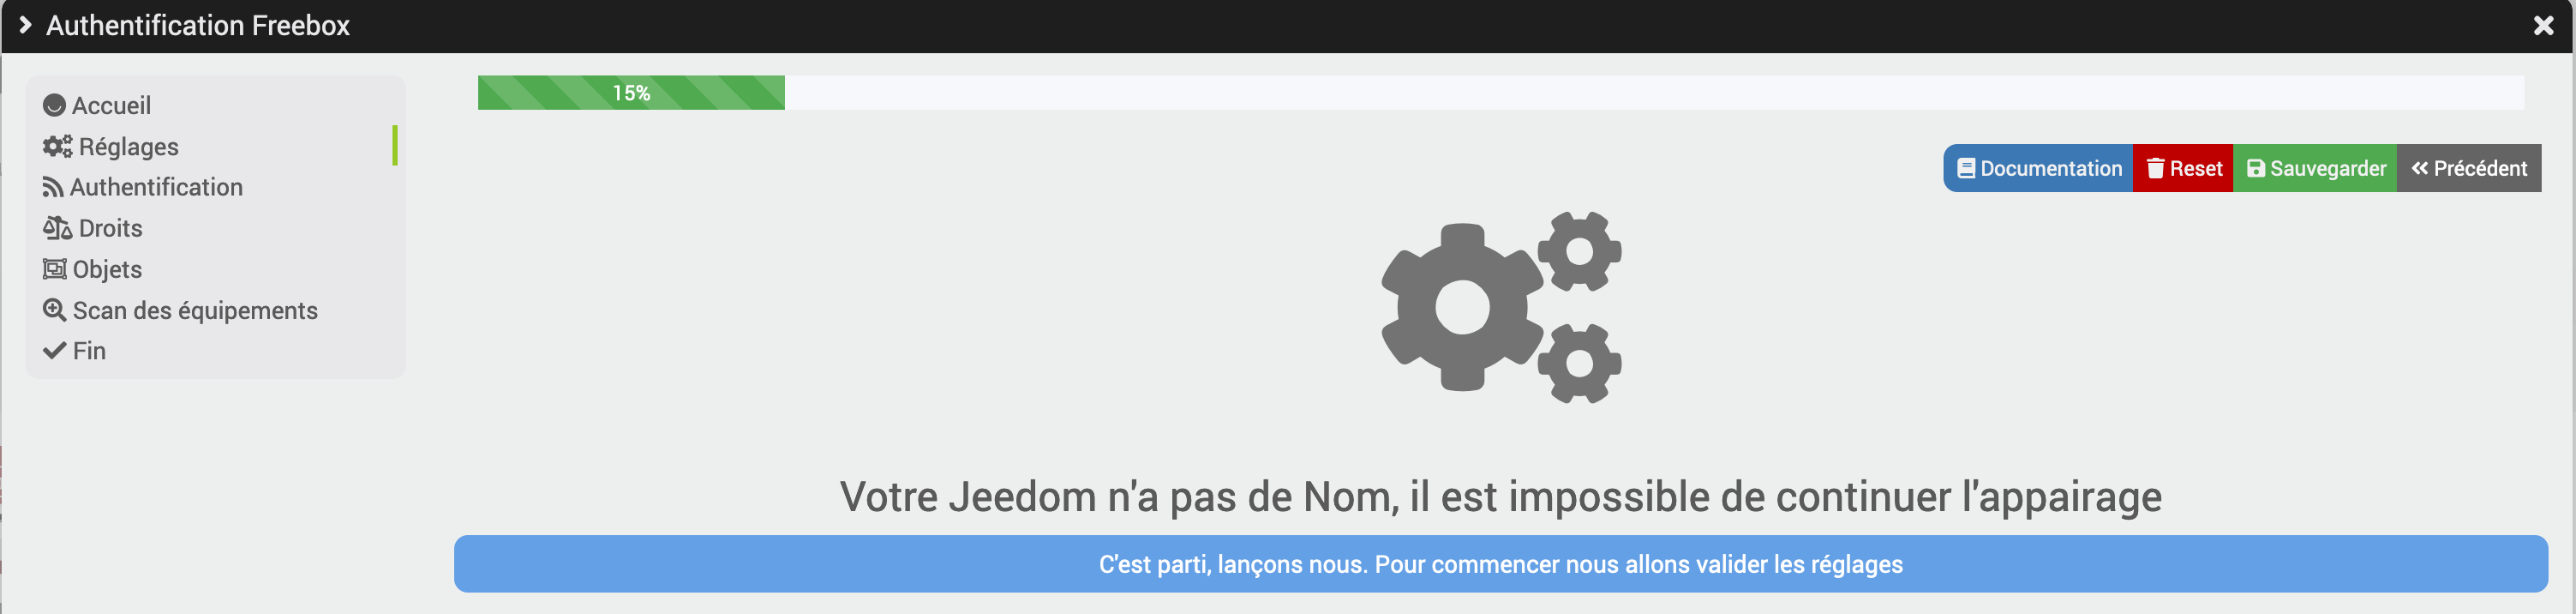 Authentification Freebox
Accueil
Réglages
Authentification
Droits
Objets
Scan des équipements
Fin
15%
Documentation Reset Sauvegarder Précédent
Votre Jeedom n'a pas de Nom, il est impossible de continuer l'appairage
C'est parti, lançons nous. Pour commencer nous allons valider les réglages